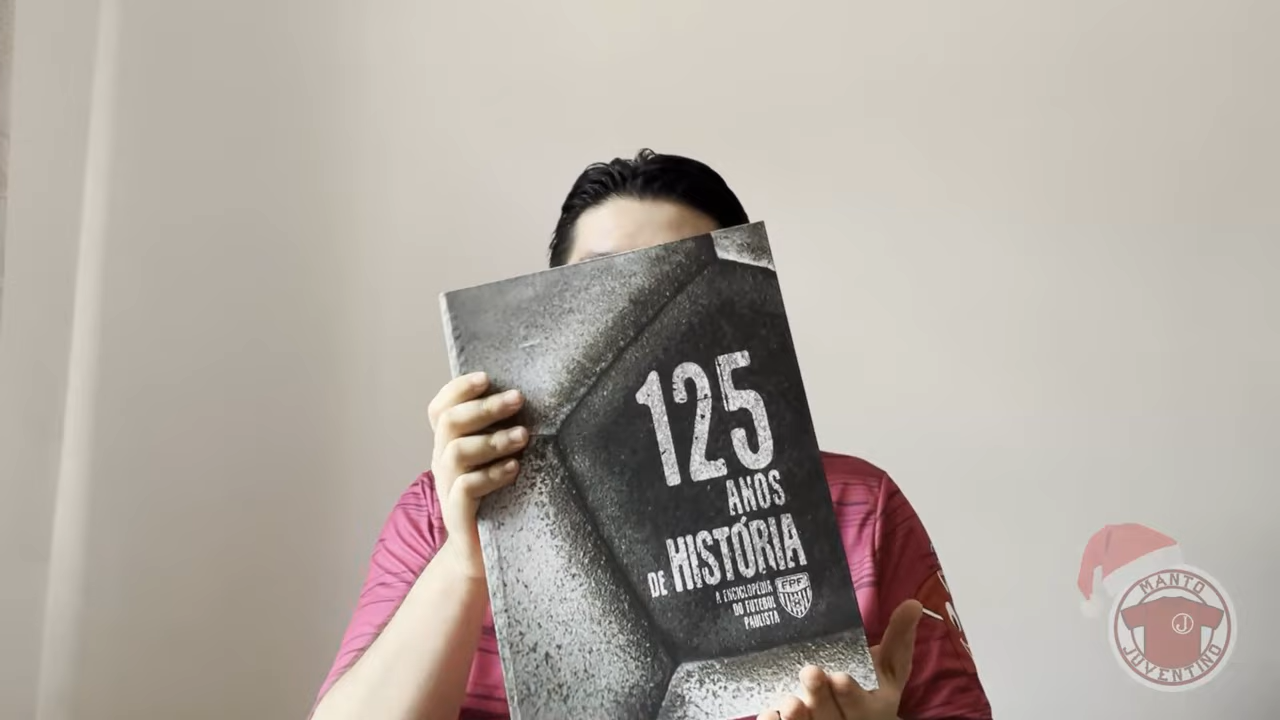 125
ANOS
DE HISTÓRIA
A ENCICLOPÉDIA
DO FUTEBOL
PAULISTA
FPF
MANTO
J
JUVENTINO